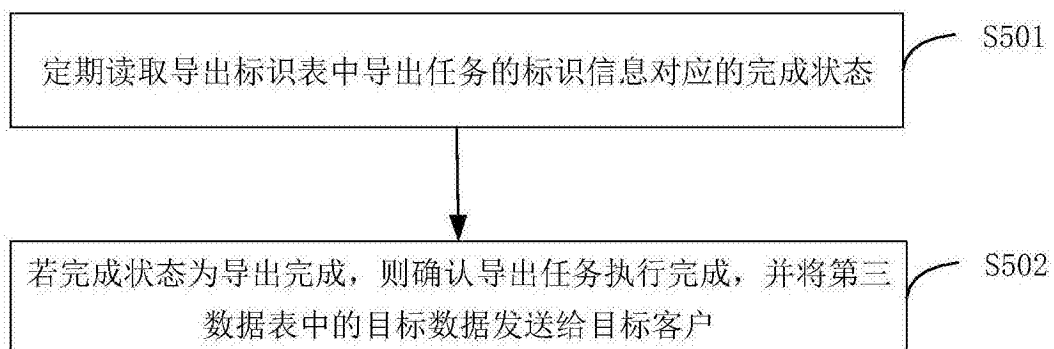 S501
定期读取导出标识表中导出任务的标识信息对应的完成状态
S502
若完成状态为导出完成，则确认导出任务执行完成，并将第三
数据表中的目标数据发送给目标客户